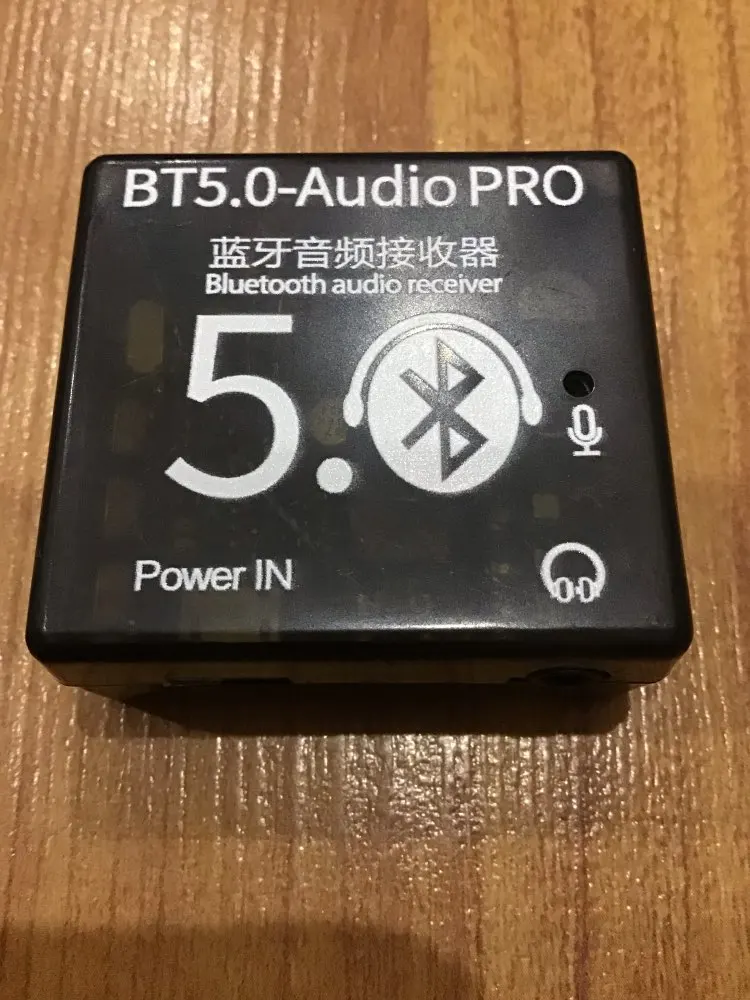 BT5.0-Audio PRO
蓝牙音频接收器
Bluetooth audio receiver
5.0
Power IN